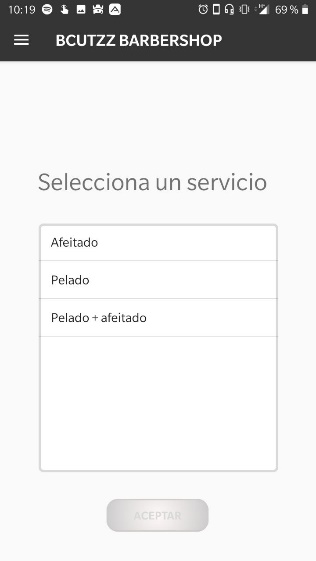 10:19 69 %
BCUTZZ BARBERSHOP
Selecciona un servicio
Afeitado
Pelado
Pelado + afeitado
ACEPTAR